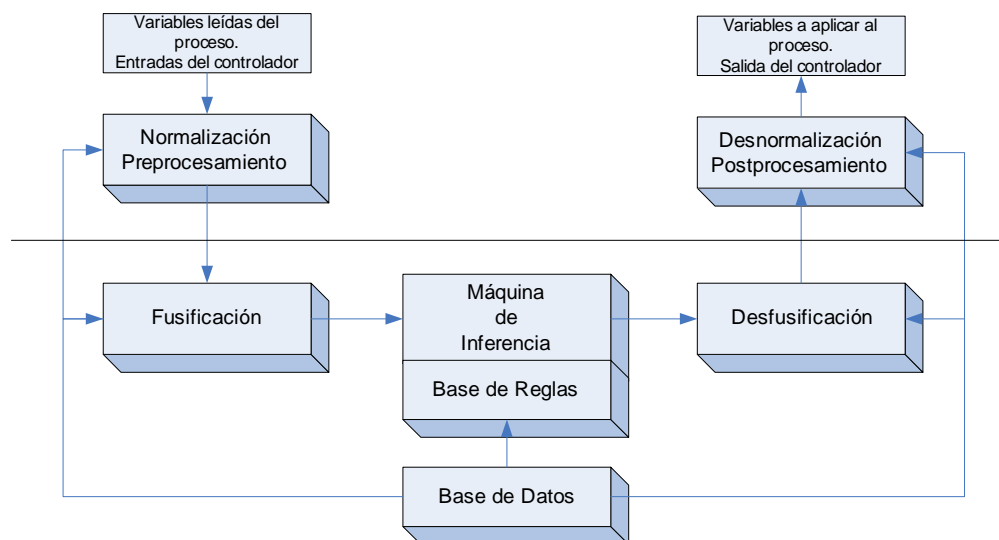 Variables leídas del
proceso.
Entradas del controlador
Variables a aplicar al
proceso.
Salida del controlador
Normalización
Preprocesamiento
Desnormalización
Postprocesamiento
Fusificación
Máquina
de
Inferencia
Base de Reglas
Desfusificación
Base de Datos